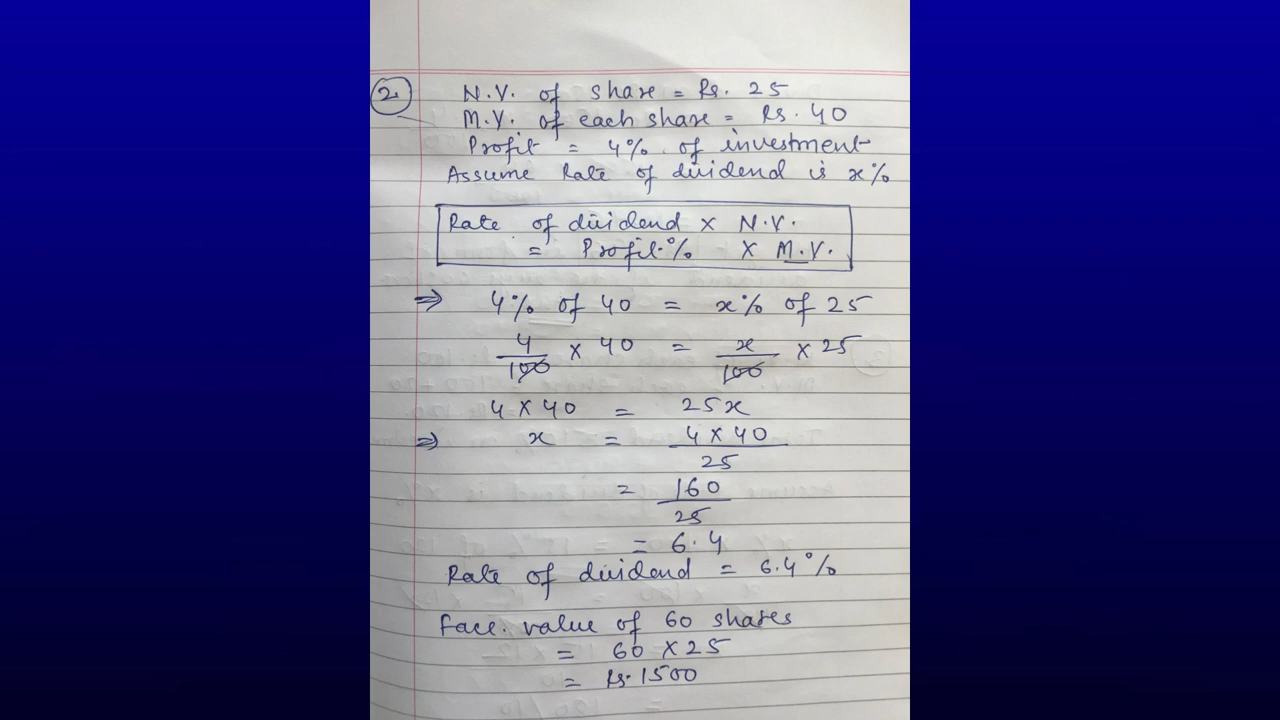 2.
N.V. of share = Rs. 25
M.V. of each share = Rs. 40
Profit = 4% of investment
Assume Rate of dividend is x%
Rate of dividend × N.V.
= Profit% × M.V.
⇒ 4% of 40 = x% of 25
4/100 × 40 = x/100 × 25
4 × 40 = 25x
⇒ x = 4 × 40
25
= 160
25
= 6.4
Rate of dividend = 6.4%
Face value of 60 shares
= 60 × 25
= Rs. 1500